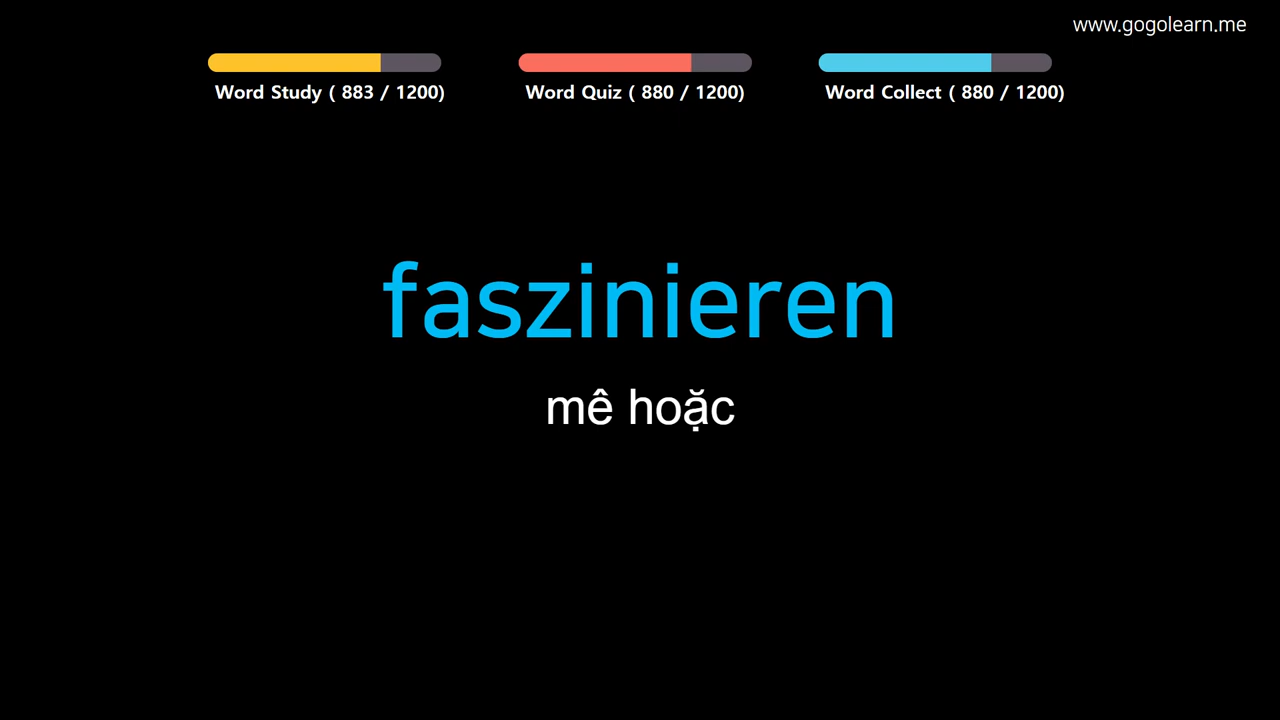 www.gogolearn.me
Word Study ( 883 / 1200)
Word Quiz ( 880 / 1200)
Word Collect ( 880 / 1200)
faszinieren
mê hoặc